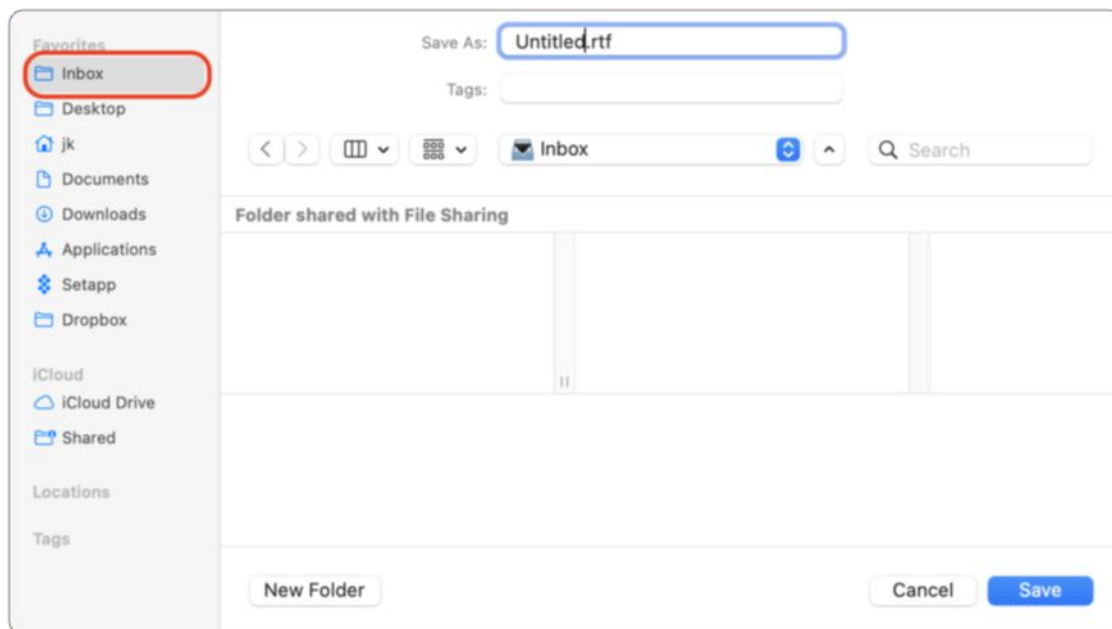 Favorites
Inbox
Desktop
jk
Documents
Downloads
Applications
Setapp
Dropbox
iCloud
iCloud Drive
Shared
Locations
Tags
Save As: Untitled.rtf
Tags:
Inbox
Search
Folder shared with File Sharing
New Folder
Cancel
Save